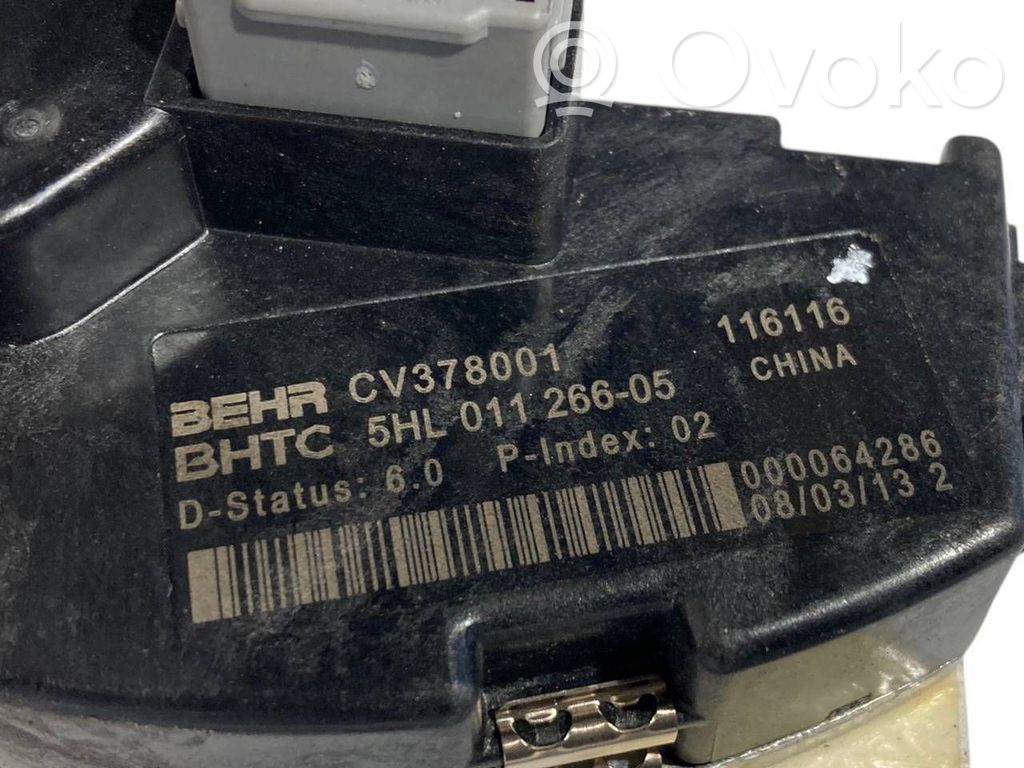 Ovoko
BEHR CV378001 116116
BHTC 5HL 011 266-05 CHINA
D-Status: 6.0 P-Index: 02
000064286
08/03/13 2